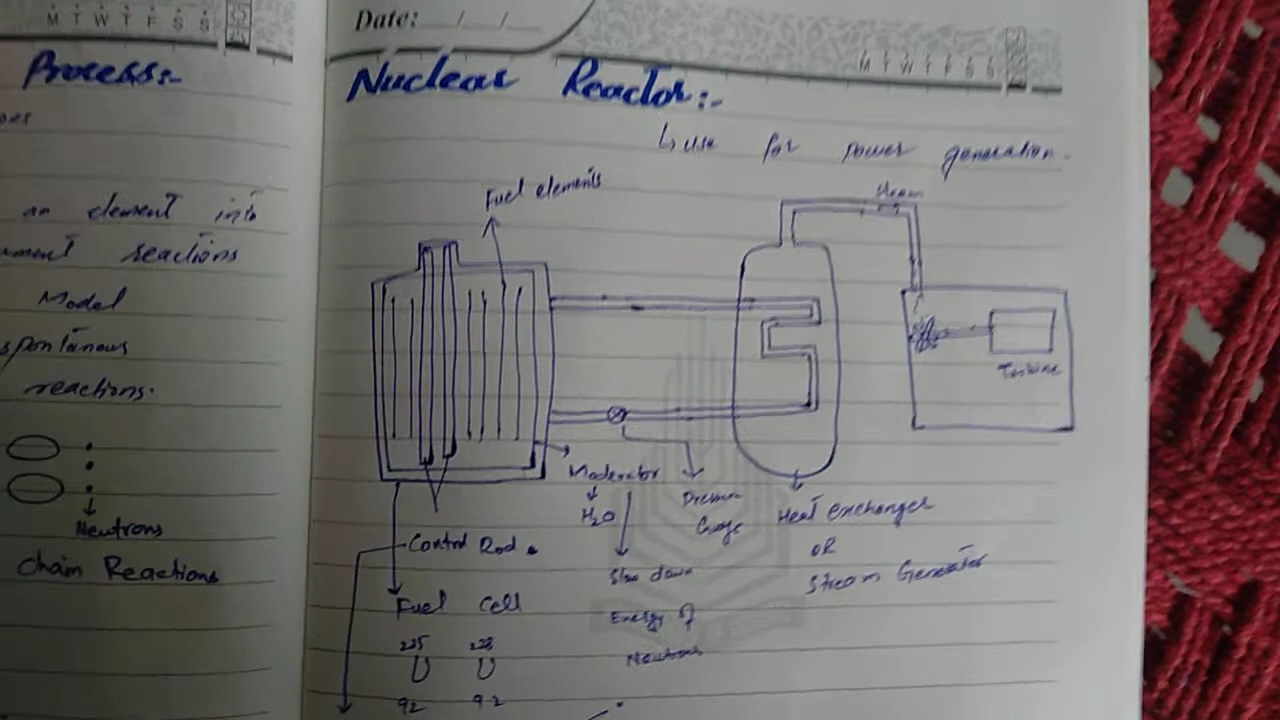 M T W T F S S
Process:-
an element into
reactions
Model
spontanous
reactions.
Neutrons
Chain Reactions
Date: / /
M T W T F S S
Nuclear Reactor:-
↳ use for power generation.
Fuel elements
Steam
Turbine
Moderator
H2O
Slow down
Energy of
Neutrons
Pressure
Gauge
Heat exchanger
OR
Stream Generator
Control Rod
Fuel Cell
235 238
U U
92 92